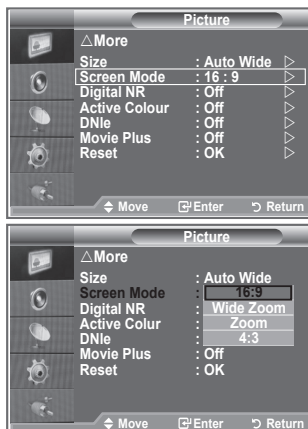 Picture
△More
Size : Auto Wide ▷
Screen Mode : 16 : 9 ▷
Digital NR : Off ▷
Active Colour : Off ▷
DNIe : Off ▷
Movie Plus : Off ▷
Reset : OK ▷
Move Enter Return
Picture
△More
Size : Auto Wide
Screen Mode : 16:9
Digital NR : Wide Zoom
Active Colur : Zoom
DNIe : 4:3
Movie Plus : Off
Reset : OK
Move Enter Return